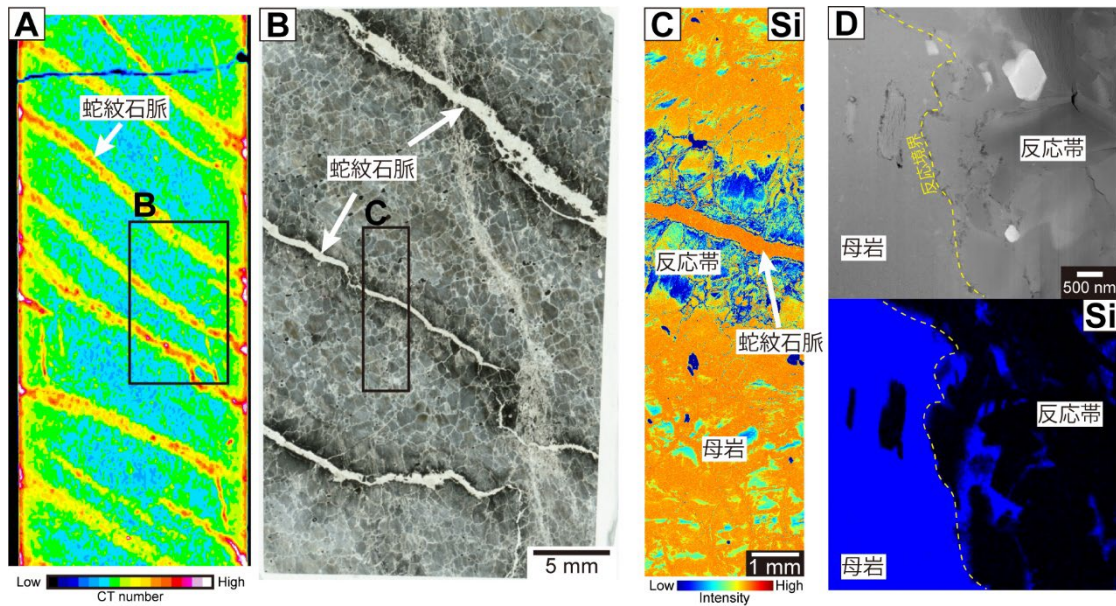 A
蛇紋石脈
B
Low
High
CT number
B
蛇紋石脈
C
5 mm
C
Si
反応帯
蛇紋石脈
母岩
1 mm
Low
High
Intensity
D
反応境界
反応帯
母岩
500 nm
Si
反応帯
母岩